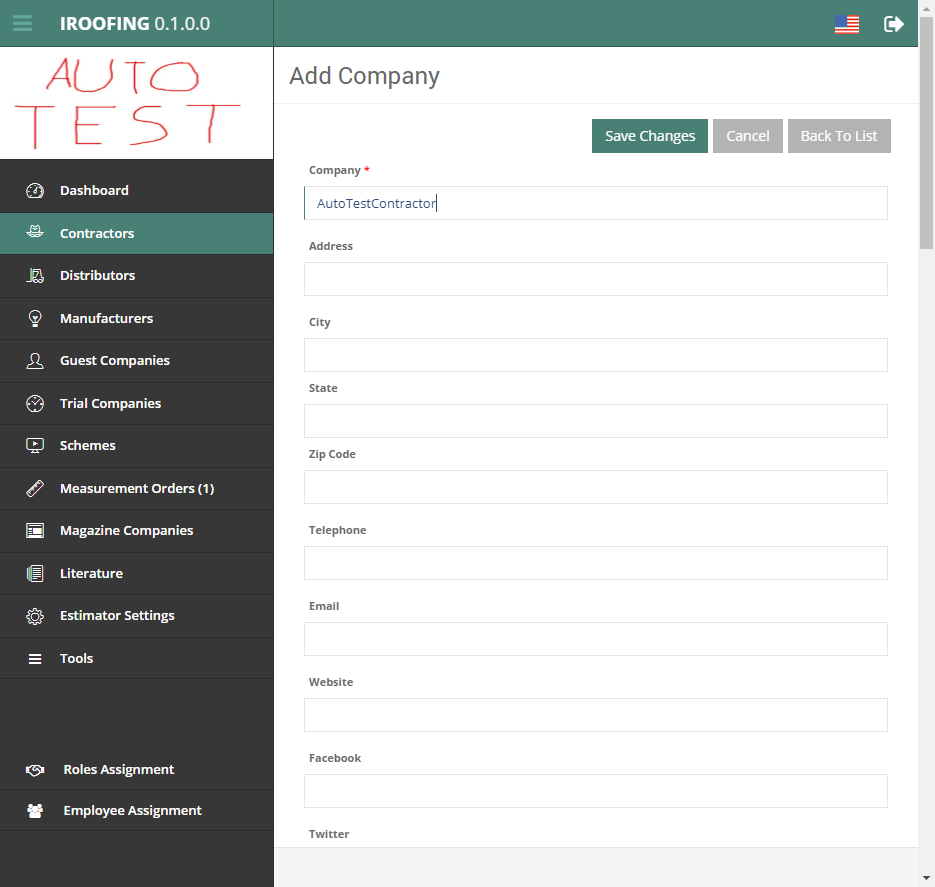 IROOFING 0.1.0.0
AUTO
TEST
Dashboard
Contractors
Distributors
Manufacturers
Guest Companies
Trial Companies
Schemes
Measurement Orders (1)
Magazine Companies
Literature
Estimator Settings
Tools
Roles Assignment
Employee Assignment
Add Company
Save Changes Cancel Back To List
Company *
AutoTestContractor
Address
City
State
Zip Code
Telephone
Email
Website
Facebook
Twitter